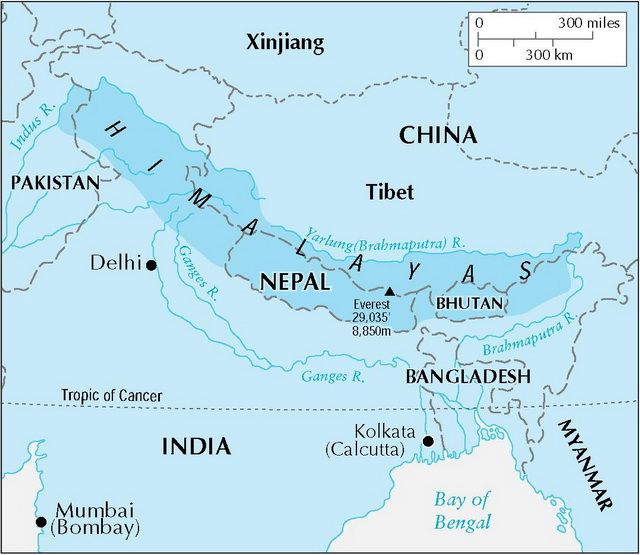 0 300 miles
0 300 km
Xinjiang
CHINA
Indus R.
HIMALAYAS
PAKISTAN
Tibet
Yarlung(Brahmaputra) R.
Delhi
Ganges R.
NEPAL
Everest
29,035'
8,850m
BHUTAN
Brahmaputra R.
Ganges R.
BANGLADESH
Tropic of Cancer
INDIA
Kolkata
(Calcutta)
MYANMAR
Mumbai
(Bombay)
Bay of
Bengal